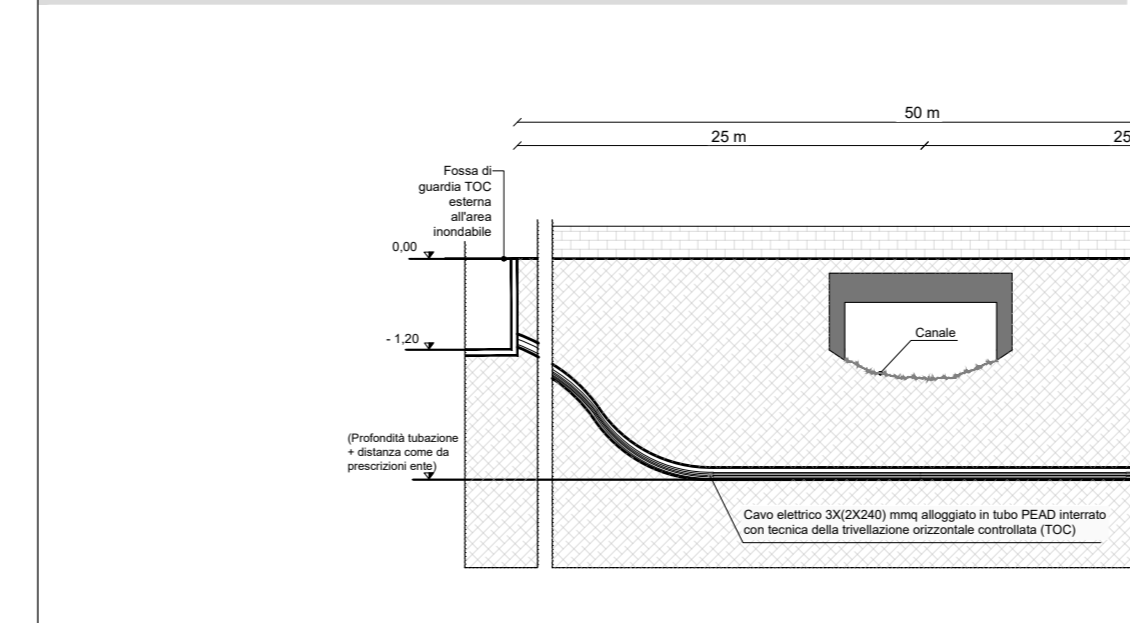 50 m
25 m
25
Fossa di
guardia TOC
esterna
all'area
inondabile
0,00
Canale
- 1,20
(Profondità tubazione
+ distanza come da
prescrizioni ente)
Cavo elettrico 3X(2X240) mmq alloggiato in tubo PEAD interrato
con tecnica della trivellazione orizzontale controllata (TOC)